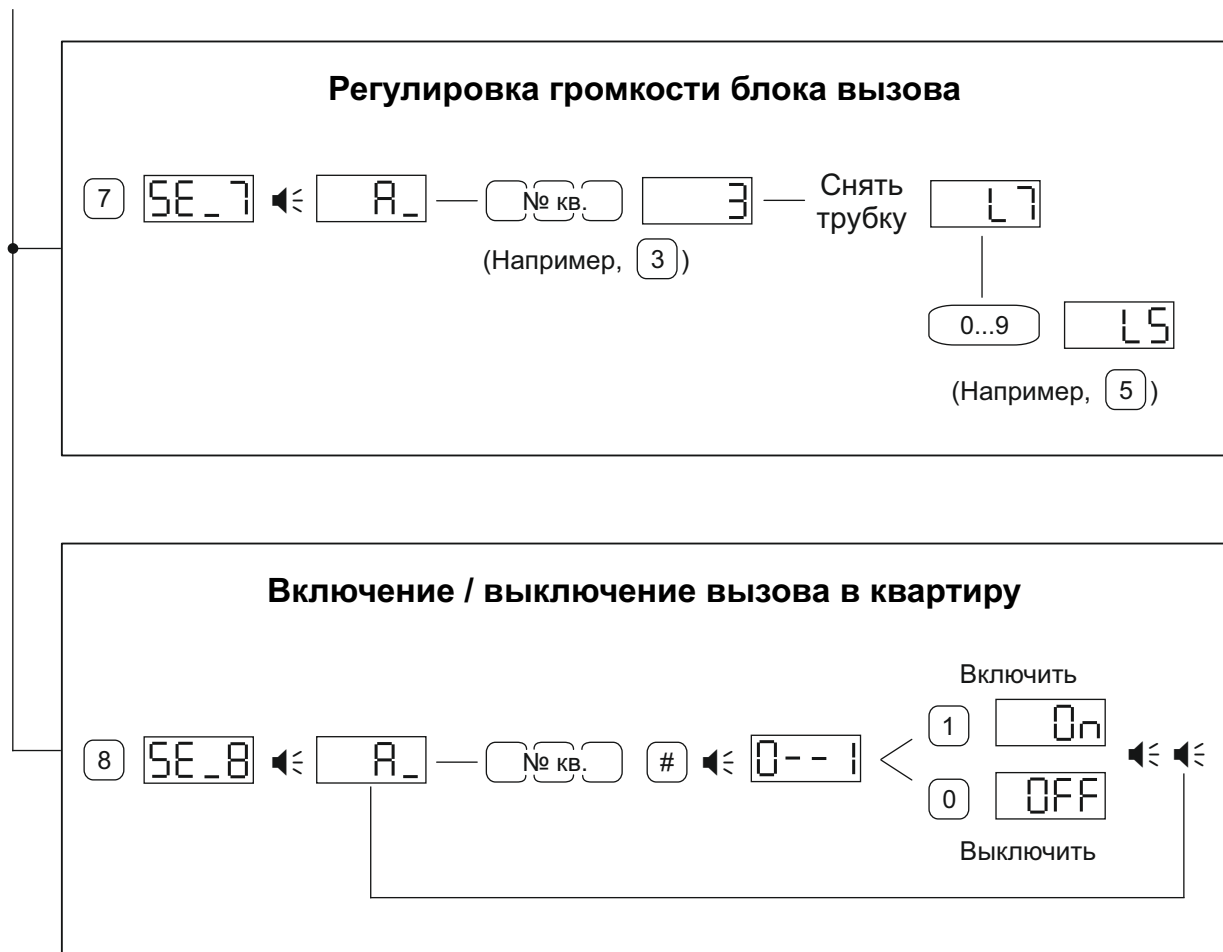 Регулировка громкости блока вызова
7 SE_7 A_ № кв. 3 Снять трубку L7
(Например, 3)
0...9 L5
(Например, 5)
Включение / выключение вызова в квартиру
Включить
8 SE_8 A_ № кв. # 0--1 1 On
0 OFF
Выключить